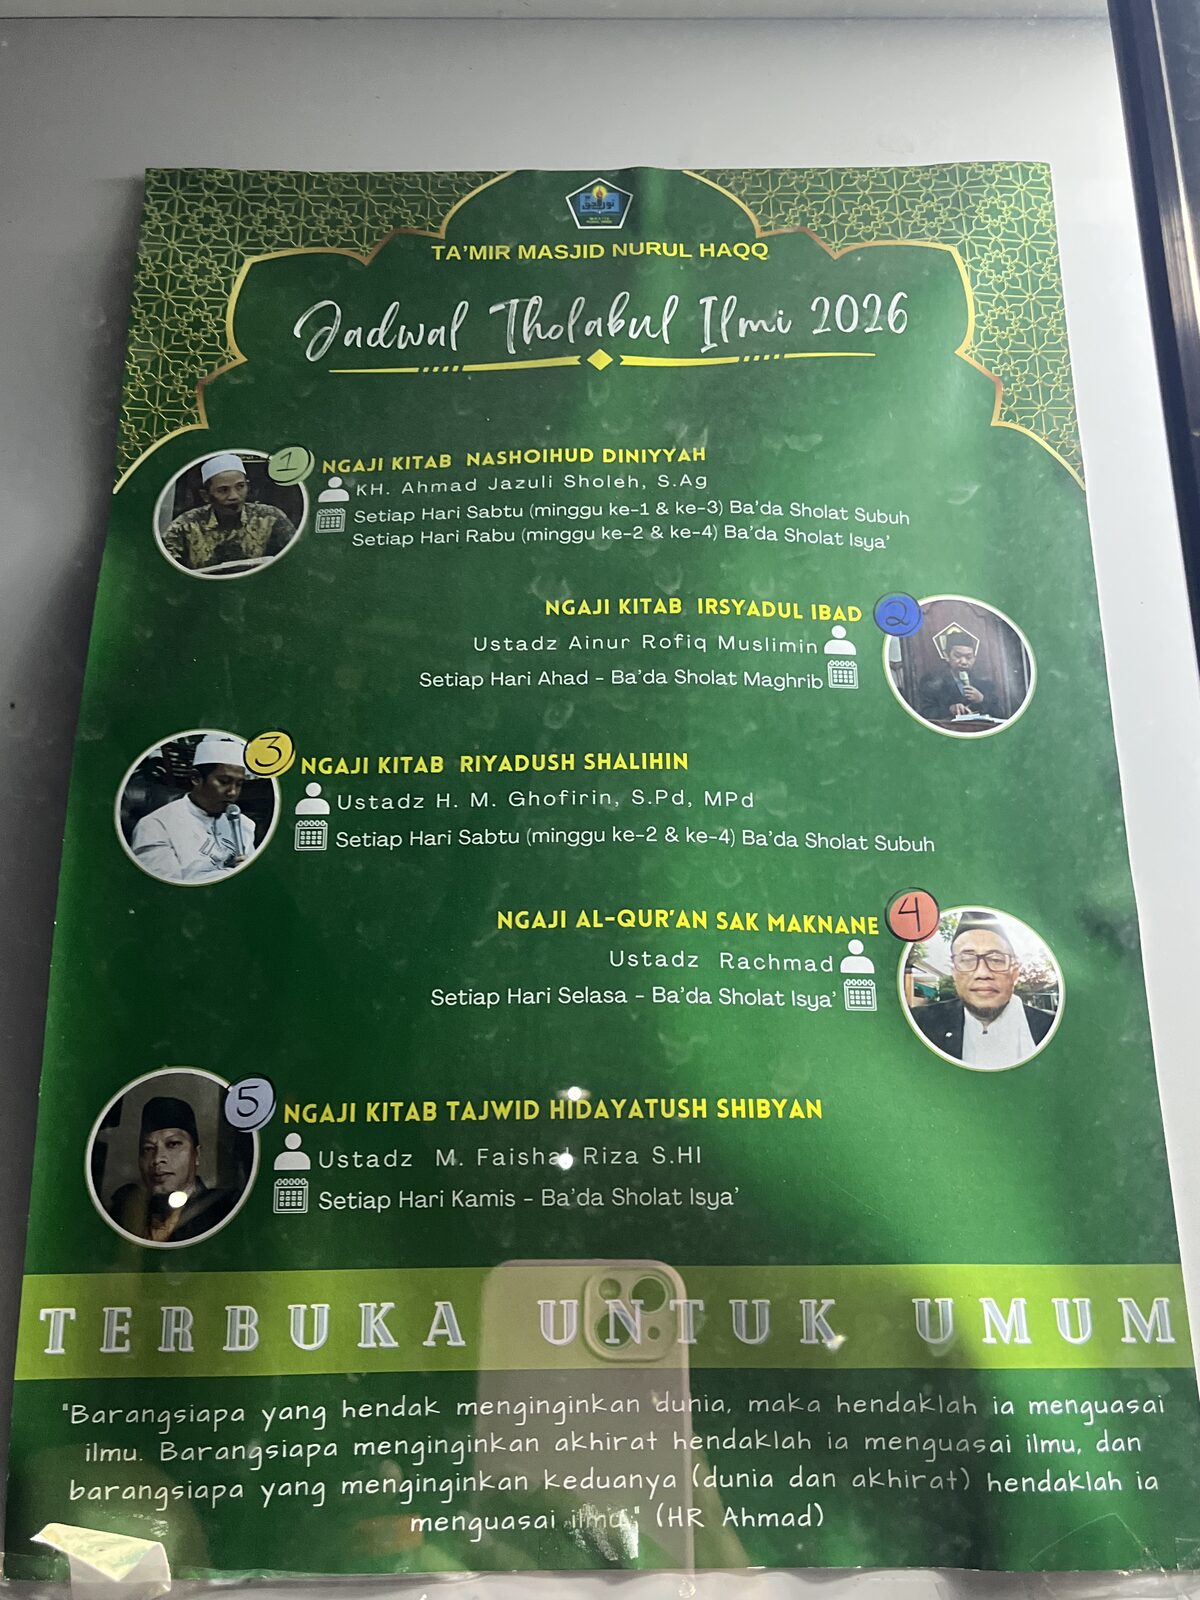 TA'MIR MASJID NURUL HAQQ
Jadwal Tholabul Ilmi 2026
1
NGAJI KITAB NASHOIHUD DINIYYAH
KH. Ahmad Jazuli Sholeh, S.Ag
Setiap Hari Sabtu (minggu ke-1 & ke-3) Ba'da Sholat Subuh
Setiap Hari Rabu (minggu ke-2 & ke-4) Ba'da Sholat Isya'
NGAJI KITAB IRSYADUL IBAD
2
Ustadz Ainur Rofiq Muslimin
Setiap Hari Ahad - Ba'da Sholat Maghrib
3
NGAJI KITAB RIYADUSH SHALIHIN
Ustadz H. M. Ghofirin, S.Pd, MPd
Setiap Hari Sabtu (minggu ke-2 & ke-4) Ba'da Sholat Subuh
NGAJI AL-QUR'AN SAK MAKNANE
4
Ustadz Rachmad
Setiap Hari Selasa - Ba'da Sholat Isya'
5
NGAJI KITAB TAJWID HIDAYATUSH SHIBYAN
Ustadz M. Faishal Riza S.HI
Setiap Hari Kamis - Ba'da Sholat Isya'
TERBUKA UNTUK UMUM
"Barangsiapa yang hendak menginginkan dunia, maka hendaklah ia menguasai
ilmu. Barangsiapa menginginkan akhirat hendaklah ia menguasai ilmu, dan
barangsiapa yang menginginkan keduanya (dunia dan akhirat) hendaklah ia
menguasai ilmu." (HR Ahmad)